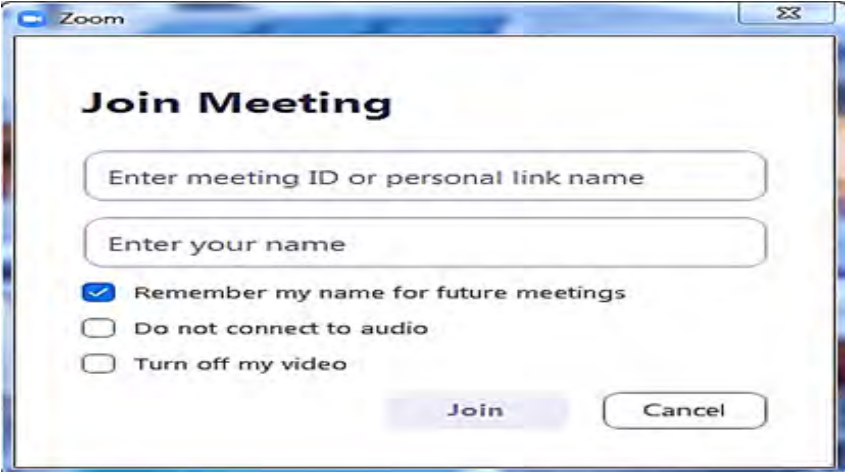 Zoom
Join Meeting
Enter meeting ID or personal link name
Enter your name
Remember my name for future meetings
Do not connect to audio
Turn off my video
Join
Cancel